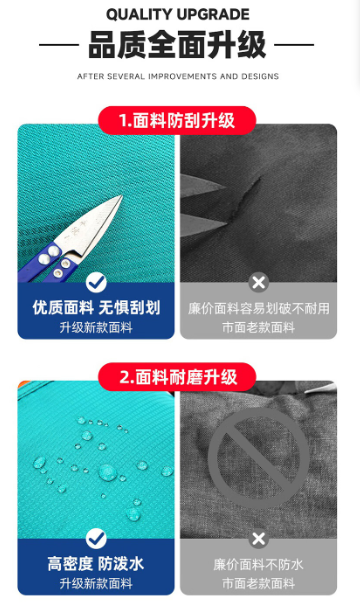 QUALITY UPGRADE
品质全面升级
AFTER SEVERAL IMPROVEMENTS AND DESIGNS
1.面料防刮升级
优质面料 无惧刮划
升级新款面料
廉价面料容易划破不耐用
市面老款面料
2.面料耐磨升级
高密度 防泼水
升级新款面料
廉价面料不防水
市面老款面料